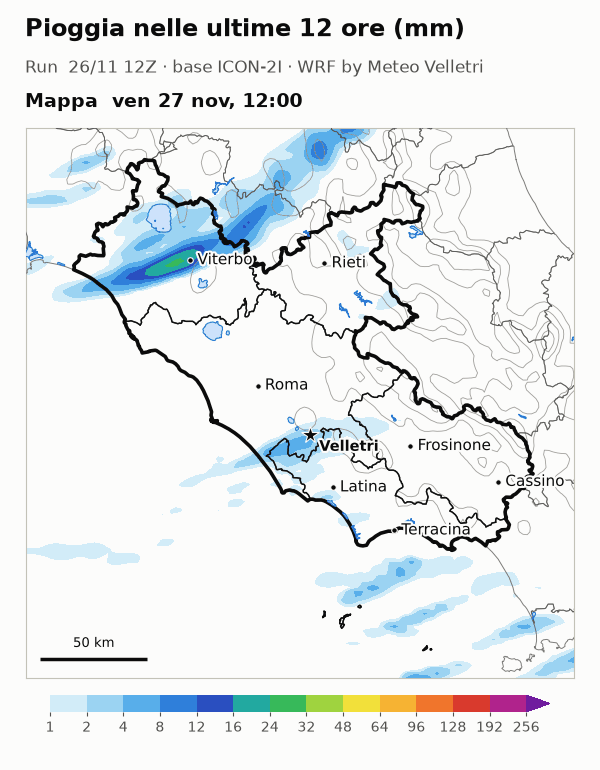 Pioggia nelle ultime 12 ore (mm)
Run 26/11 12Z · base ICON-2I · WRF by Meteo Velletri
Mappa ven 27 nov, 12:00
Viterbo
Rieti
Roma
Velletri
Frosinone
Latina
Cassino
Terracina
50 km
1 2 4 8 12 16 24 32 48 64 96 128 192 256